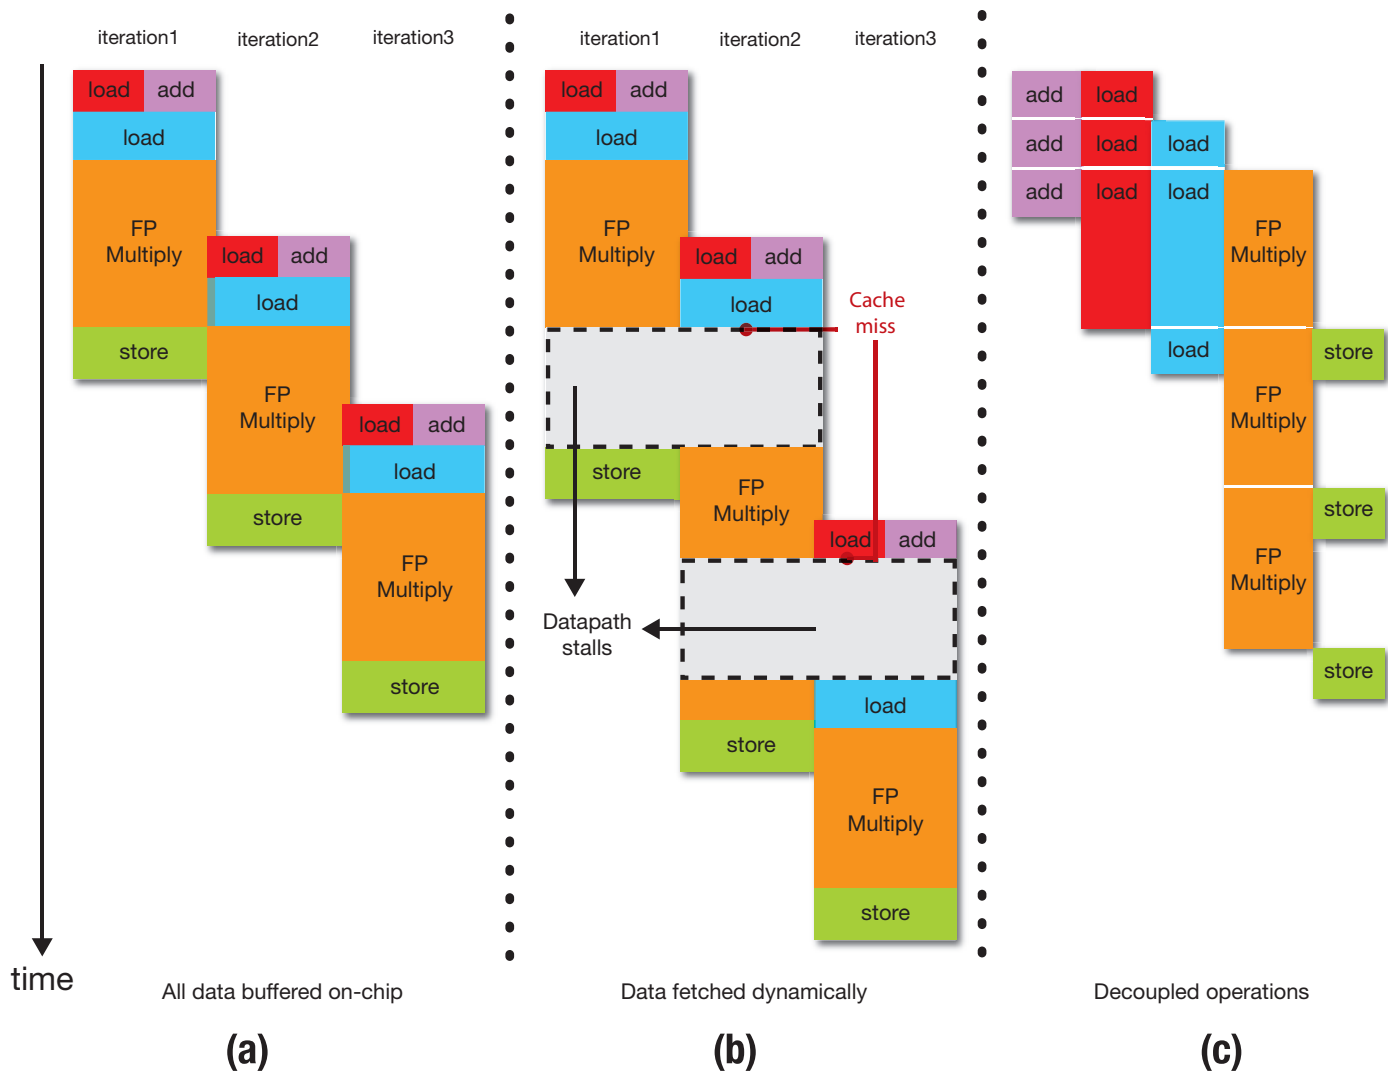 iteration1
iteration2
iteration3
load
add
load
FP
Multiply
load
add
load
store
FP
Multiply
load
add
load
store
FP
Multiply
store
time
All data buffered on-chip
(a)
iteration1
iteration2
iteration3
load
add
load
FP
Multiply
load
add
load
Cache
miss
store
FP
Multiply
load
add
Datapath
stalls
load
store
FP
Multiply
store
Data fetched dynamically
(b)
add
load
add
load
load
add
load
load
FP
Multiply
load
store
FP
Multiply
store
FP
Multiply
store
Decoupled operations
(c)